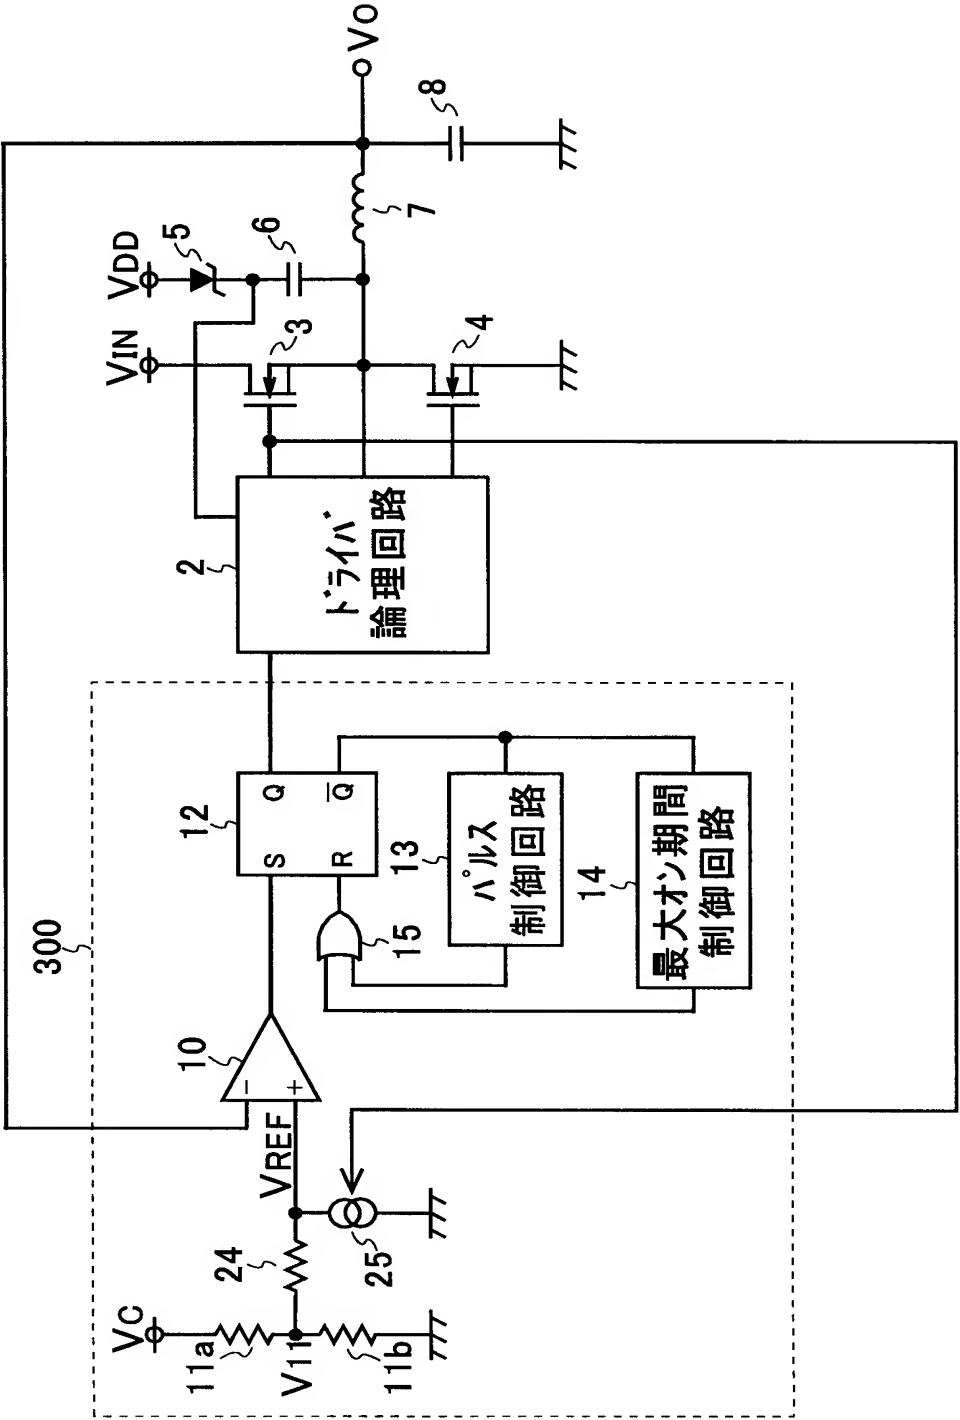 300
VC
11a
V11
11b
24
25
VREF
10
−
+
12
S
Q
R
Q̅
15
13
パルス
制御回路
14
最大オン期間
制御回路
2
ドライバ
論理回路
VIN
VDD
5
6
3
4
7
8
VO